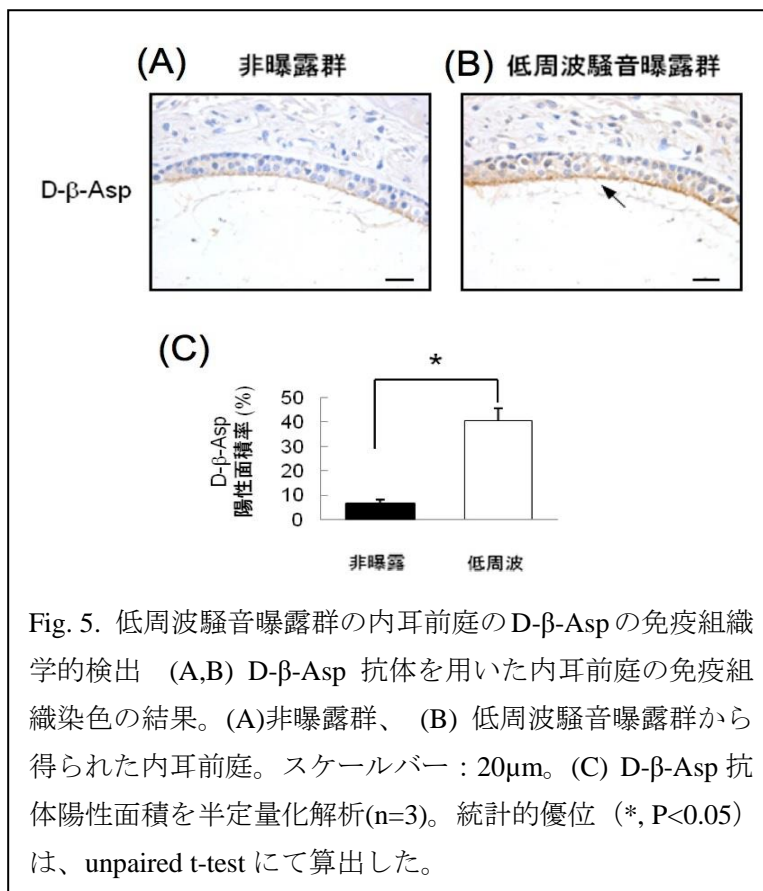 (A) 非曝露群 (B) 低周波騒音曝露群
D-β-Asp
(C)
*
D-β-Asp
陽性面積率(%)
50
40
30
20
10
0
非曝露 低周波
Fig. 5. 低周波騒音曝露群の内耳前庭のD-β-Aspの免疫組織
学的検出 (A,B) D-β-Asp 抗体を用いた内耳前庭の免疫組
織染色の結果。(A)非曝露群、 (B) 低周波騒音曝露群から
得られた内耳前庭。スケールバー：20µm。(C) D-β-Asp 抗
体陽性面積を半定量化解析(n=3)。統計的優位（*, P<0.05）
は、unpaired t-test にて算出した。